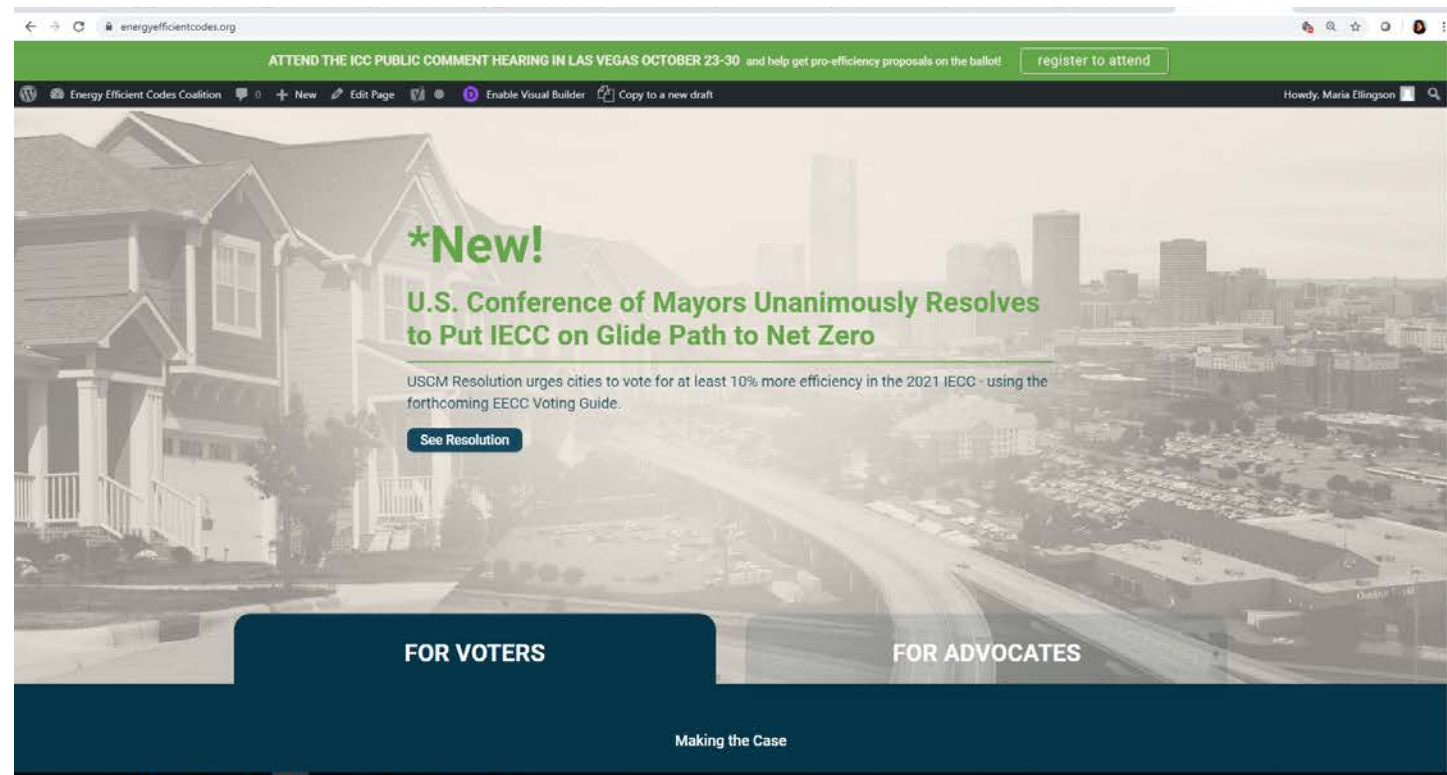 energyefficientcodes.org
ATTEND THE ICC PUBLIC COMMENT HEARING IN LAS VEGAS OCTOBER 23-30 and help get pro-efficiency proposals on the ballot! register to attend
Energy Efficient Codes Coalition 0 + New Edit Page Enable Visual Builder Copy to a new draft Howdy, Maria Ellingson
*New!
U.S. Conference of Mayors Unanimously Resolves
to Put IECC on Glide Path to Net Zero
USCM Resolution urges cities to vote for at least 10% more efficiency in the 2021 IECC - using the
forthcoming EECC Voting Guide.
See Resolution
FOR VOTERS FOR ADVOCATES
Making the Case